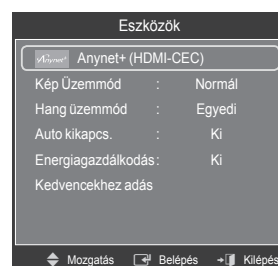 Eszközök
Anynet+ Anynet+ (HDMI-CEC)
Kép Üzemmód : Normál
Hang üzemmód : Egyedi
Auto kikapcs. : Ki
Energiagazdálkodás : Ki
Kedvencekhez adás
Mozgatás Belépés Kilépés